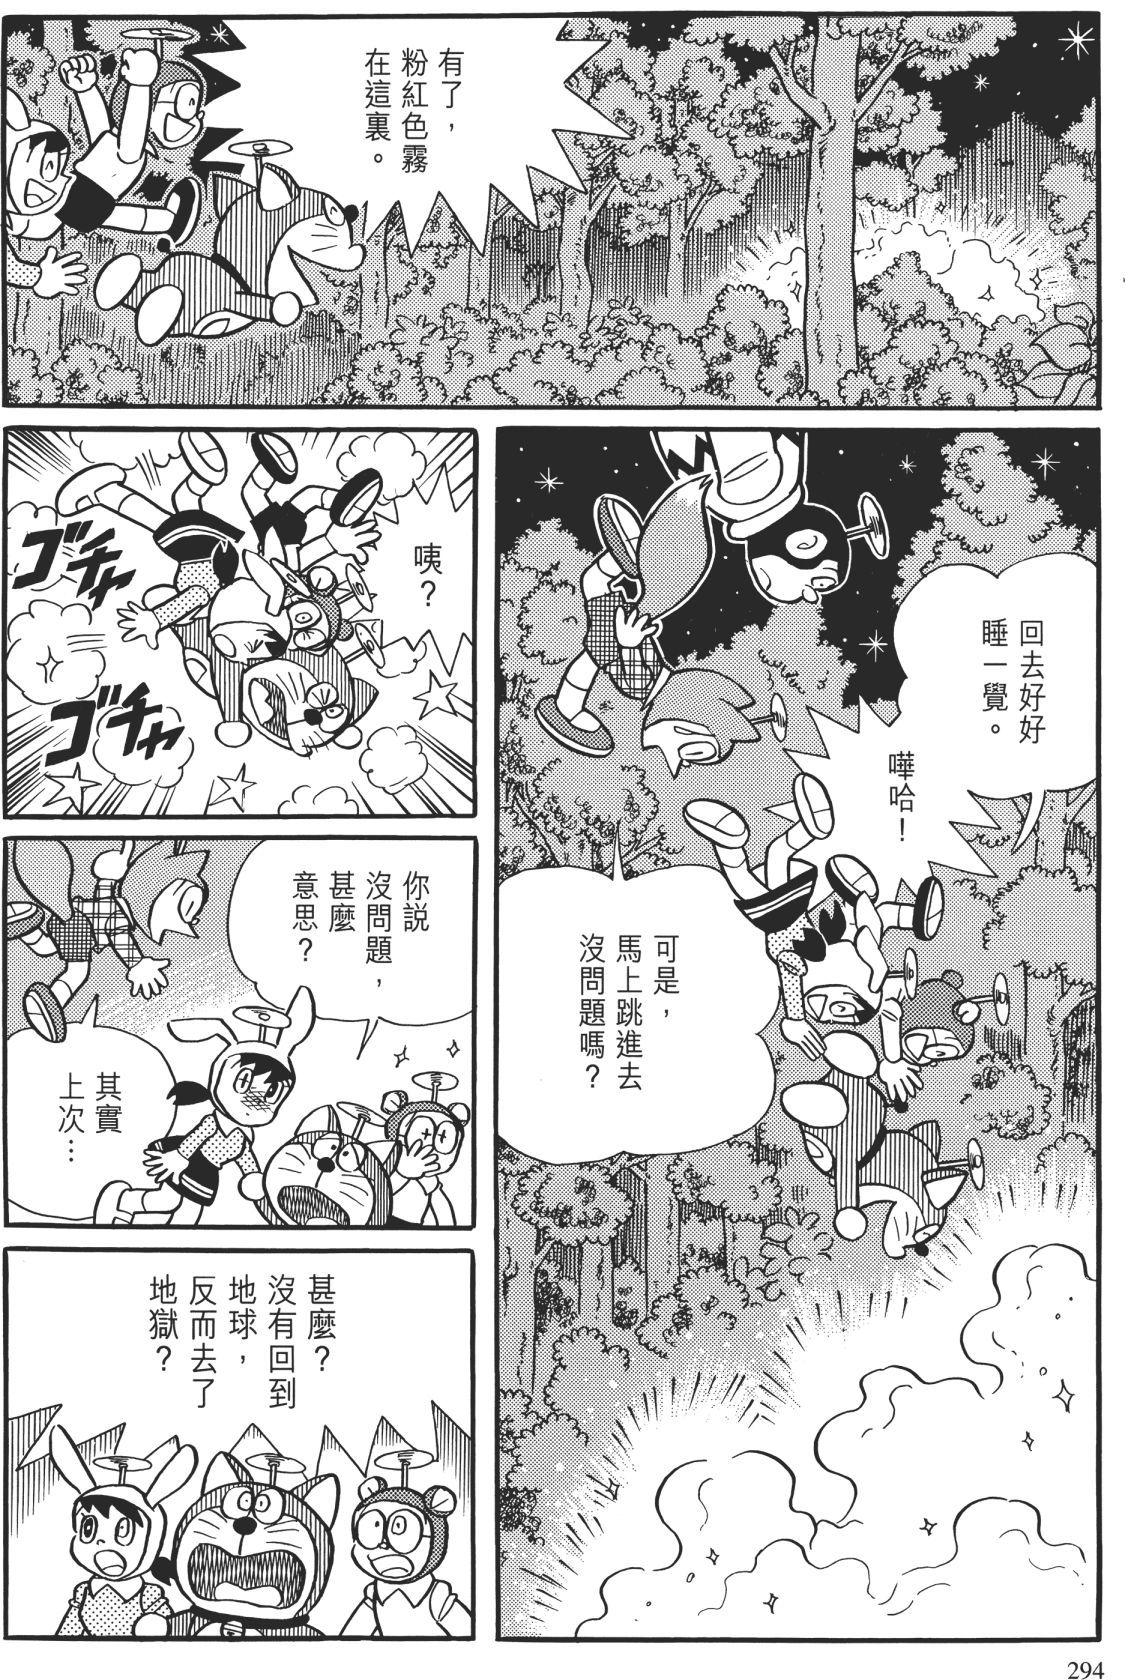 有了，
粉紅色霧
在這裏。
回去好好
睡一覺。
嘩哈！
可是，
馬上跳進去
沒問題嗎？
咦？
ゴチャ
ゴチャ
你說
沒問題，
甚麼
意思？
其實
上次…
甚麼？
沒有回到
地球，
反而去了
地獄？
294